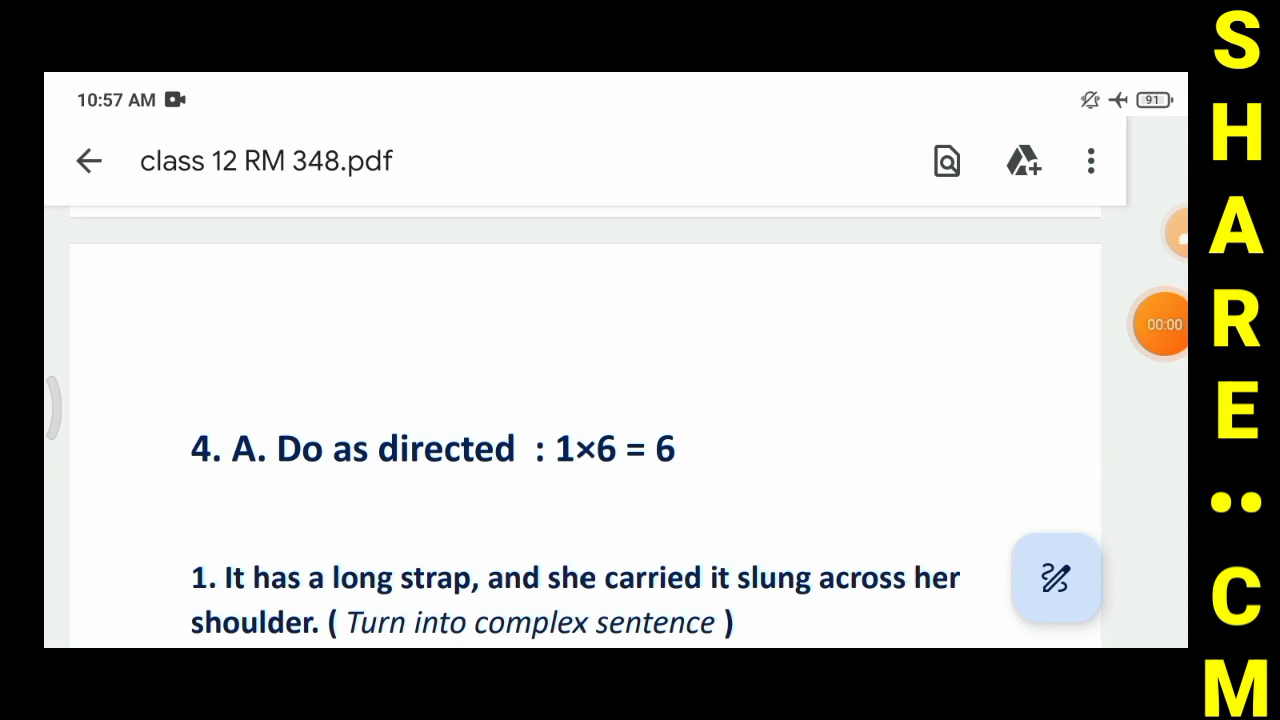 10:57 AM
91
class 12 RM 348.pdf
00:00
4. A. Do as directed : 1×6 = 6
1. It has a long strap, and she carried it slung across her
shoulder. ( Turn into complex sentence )
S
H
A
R
E
••
C
M